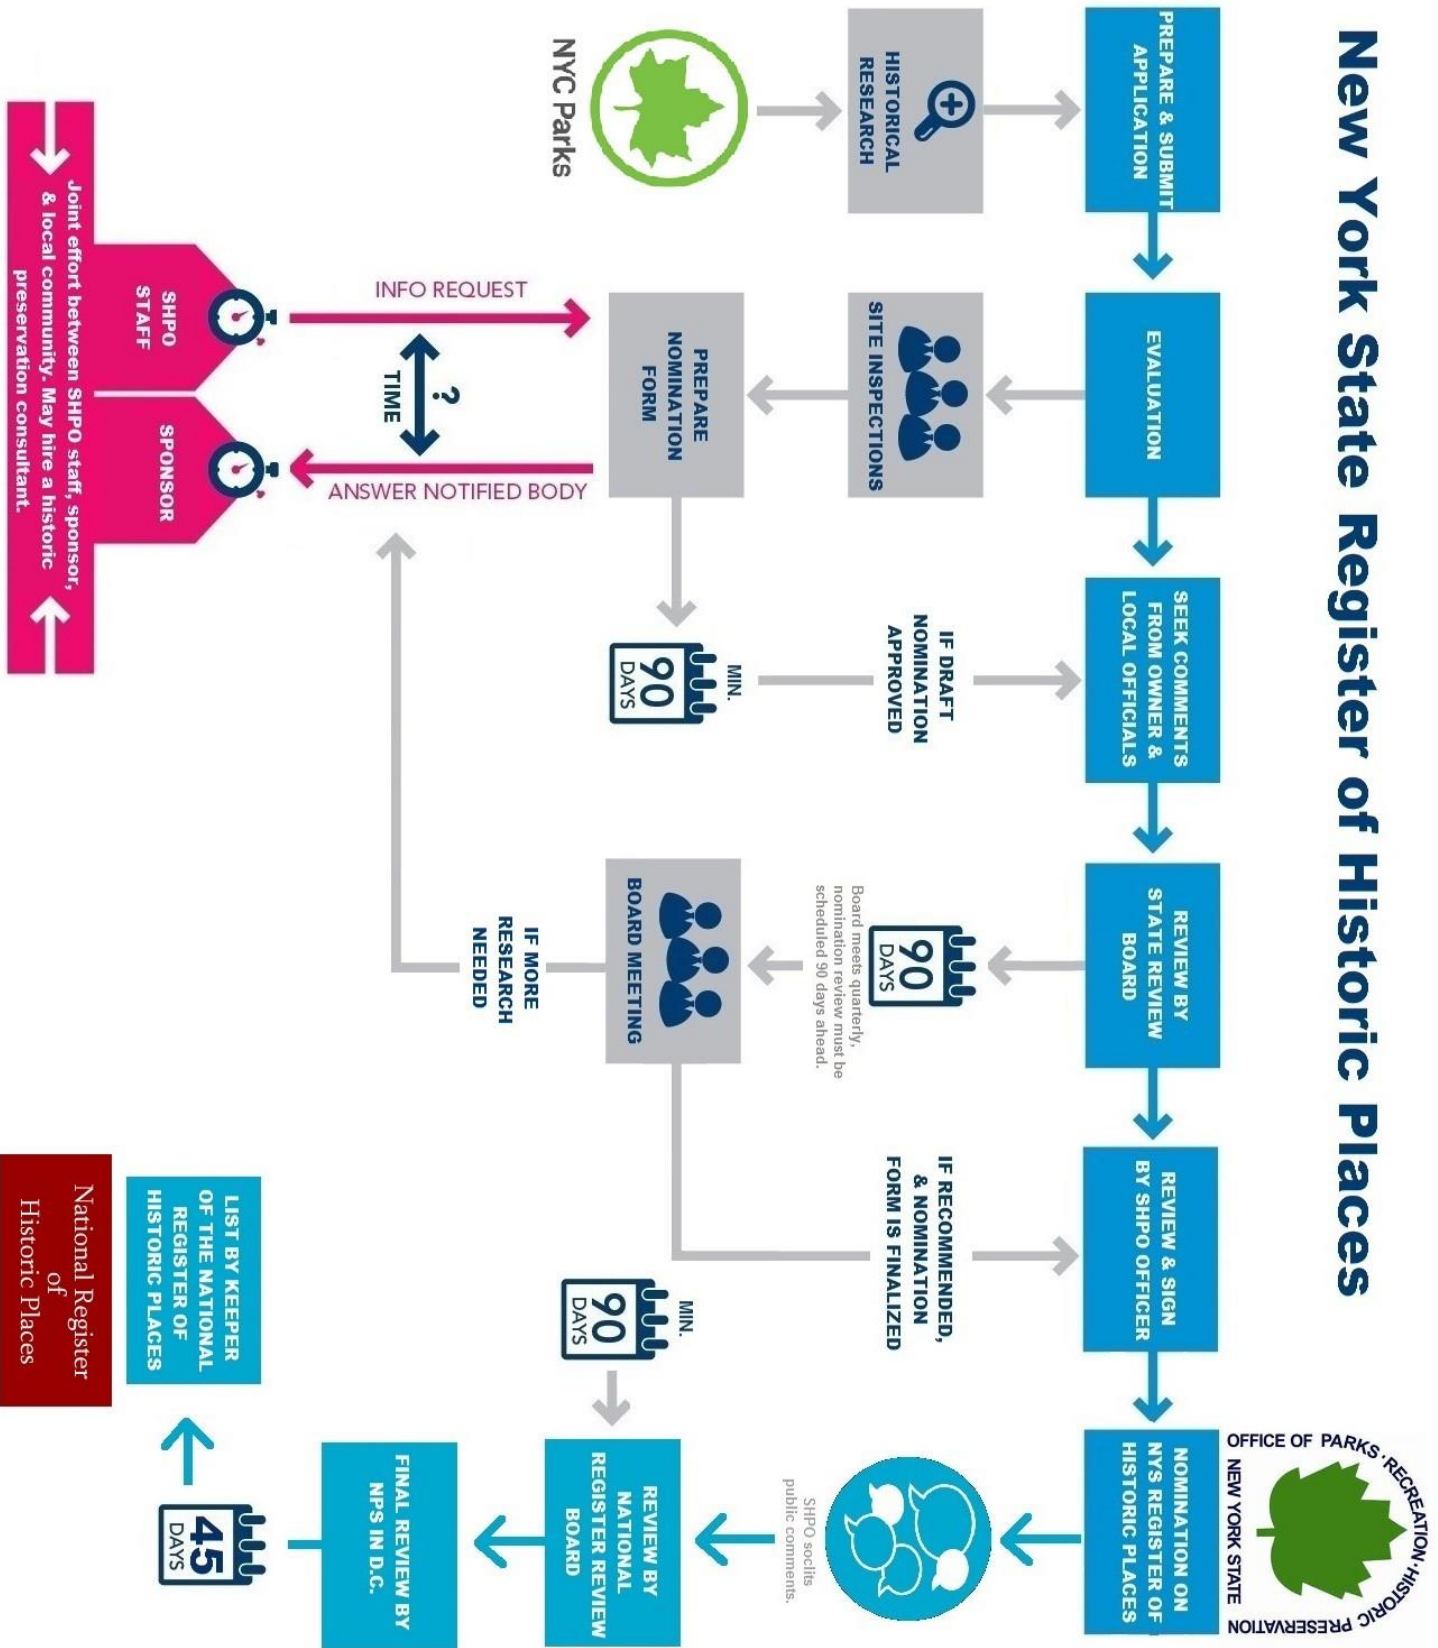 New York State Register of Historic Places
PREPARE & SUBMIT
APPLICATION
EVALUATION
SEEK COMMENTS
FROM OWNER &
LOCAL OFFICIALS
REVIEW BY
STATE REVIEW
BOARD
REVIEW & SIGN
BY SHPO OFFICER
NOMINATION ON
NYS REGISTER OF
HISTORIC PLACES
OFFICE OF PARKS·RECREATION·HISTORIC PRESERVATION
NEW YORK STATE
HISTORICAL
RESEARCH
NYC Parks
SITE INSPECTIONS
PREPARE
NOMINATION
FORM
MIN.
90
DAYS
IF DRAFT
NOMINATION
APPROVED
90
DAYS
Board meets quarterly,
nomination review must be
scheduled 90 days ahead.
BOARD MEETING
IF MORE
RESEARCH
NEEDED
IF RECOMMENDED,
& NOMINATION
FORM IS FINALIZED
SHPO soclits
public comments.
MIN.
90
DAYS
REVIEW BY
NATIONAL
REGISTER REVIEW
BOARD
FINAL REVIEW BY
NPS IN D.C.
45
DAYS
LIST BY KEEPER
OF THE NATIONAL
REGISTER OF
HISTORIC PLACES
National Register
of
Historic Places
INFO REQUEST
?
TIME
ANSWER NOTIFIED BODY
SHPO
STAFF
SPONSOR
Joint effort between SHPO staff, sponsor,
& local community. May hire a historic
preservation consultant.